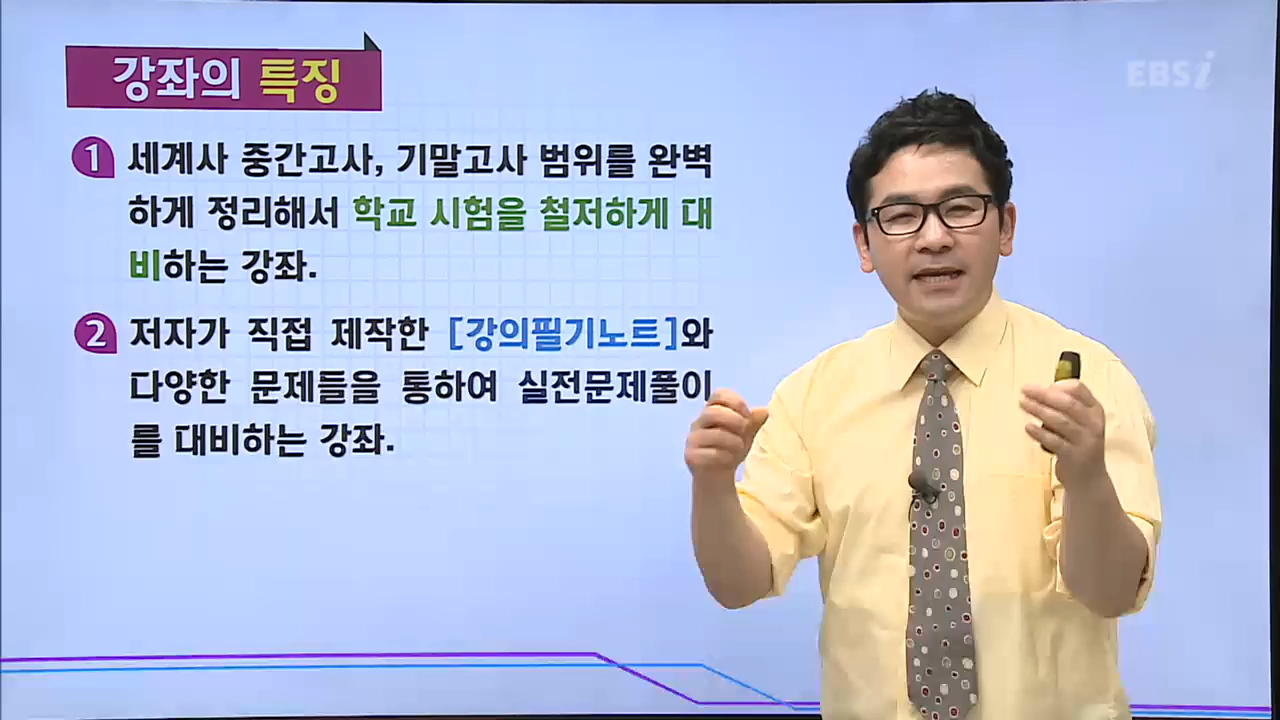 강좌의 특징
EBSi
1 세계사 중간고사, 기말고사 범위를 완벽
하게 정리해서 학교 시험을 철저하게 대
비하는 강좌.
2 저자가 직접 제작한 [강의필기노트]와
다양한 문제들을 통하여 실전문제풀이
를 대비하는 강좌.